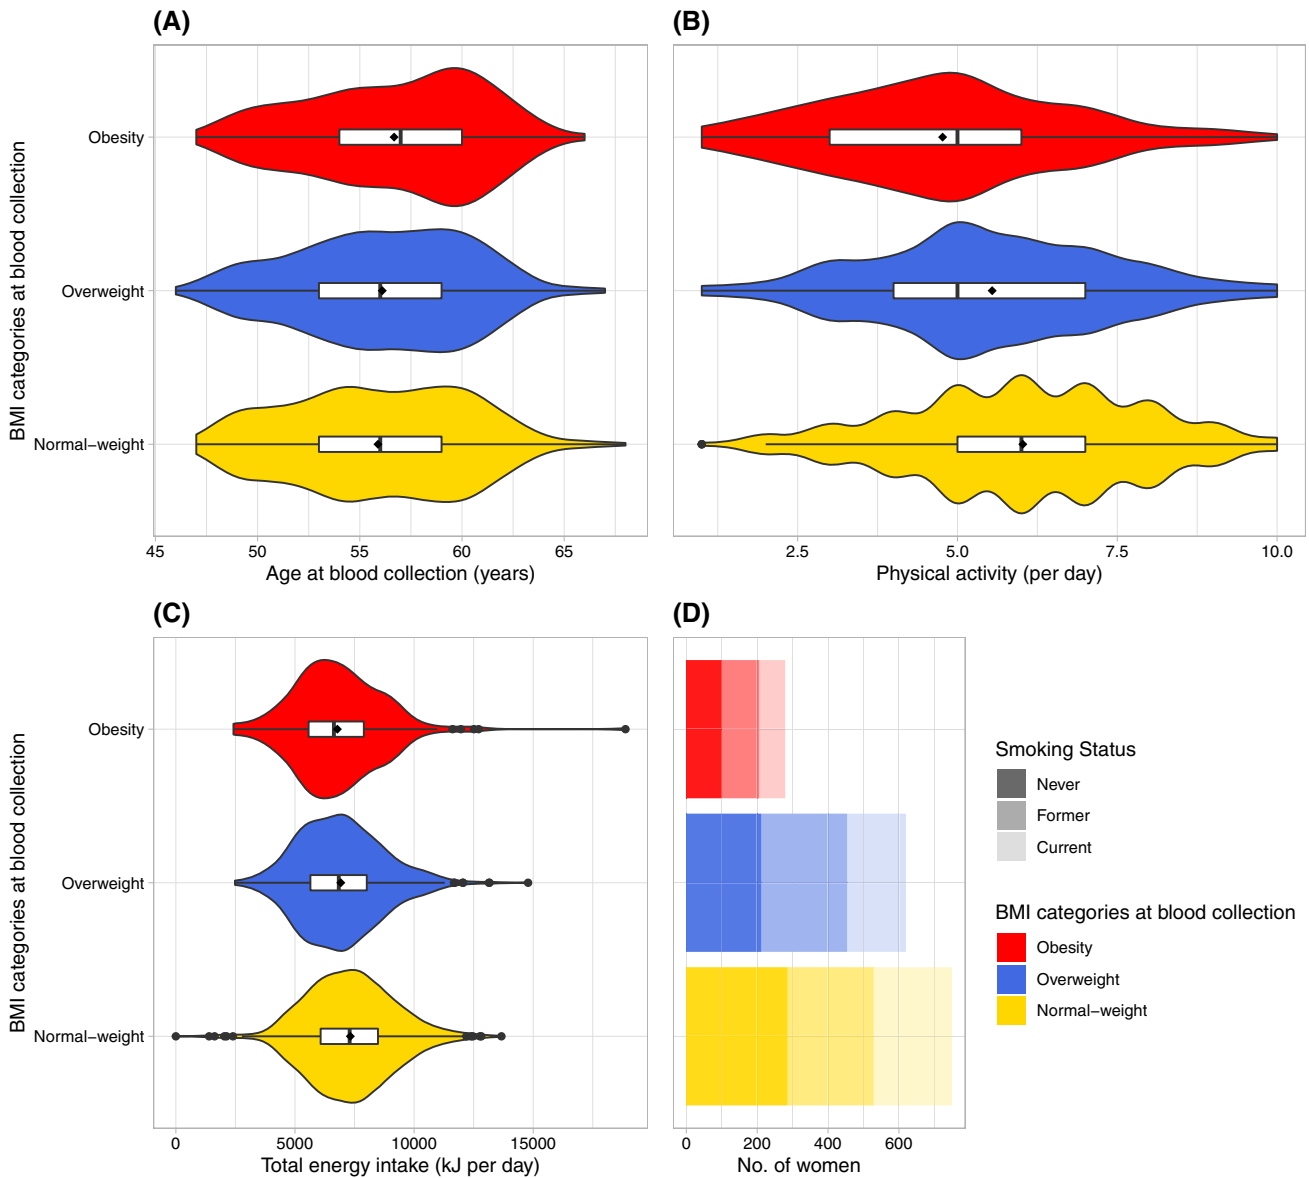 (A)
BMI categories at blood collection
Obesity
Overweight
Normal−weight
45 50 55 60 65
Age at blood collection (years)
(B)
2.5 5.0 7.5 10.0
Physical activity (per day)
(C)
BMI categories at blood collection
Obesity
Overweight
Normal−weight
0 5000 10000 15000
Total energy intake (kJ per day)
(D)
0 200 400 600
No. of women
Smoking Status
Never
Former
Current
BMI categories at blood collection
Obesity
Overweight
Normal−weight